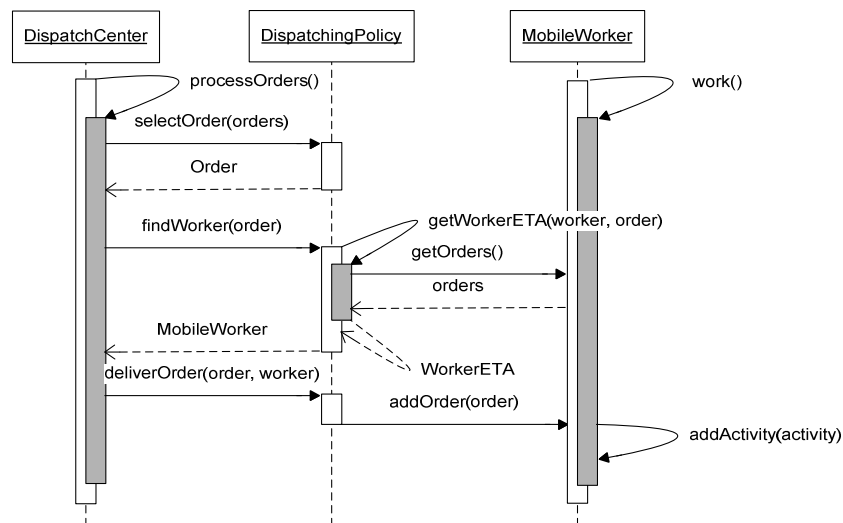 DispatchCenter
DispatchingPolicy
MobileWorker
processOrders()
work()
selectOrder(orders)
Order
findWorker(order)
getWorkerETA(worker, order)
getOrders()
orders
MobileWorker
WorkerETA
deliverOrder(order, worker)
addOrder(order)
addActivity(activity)